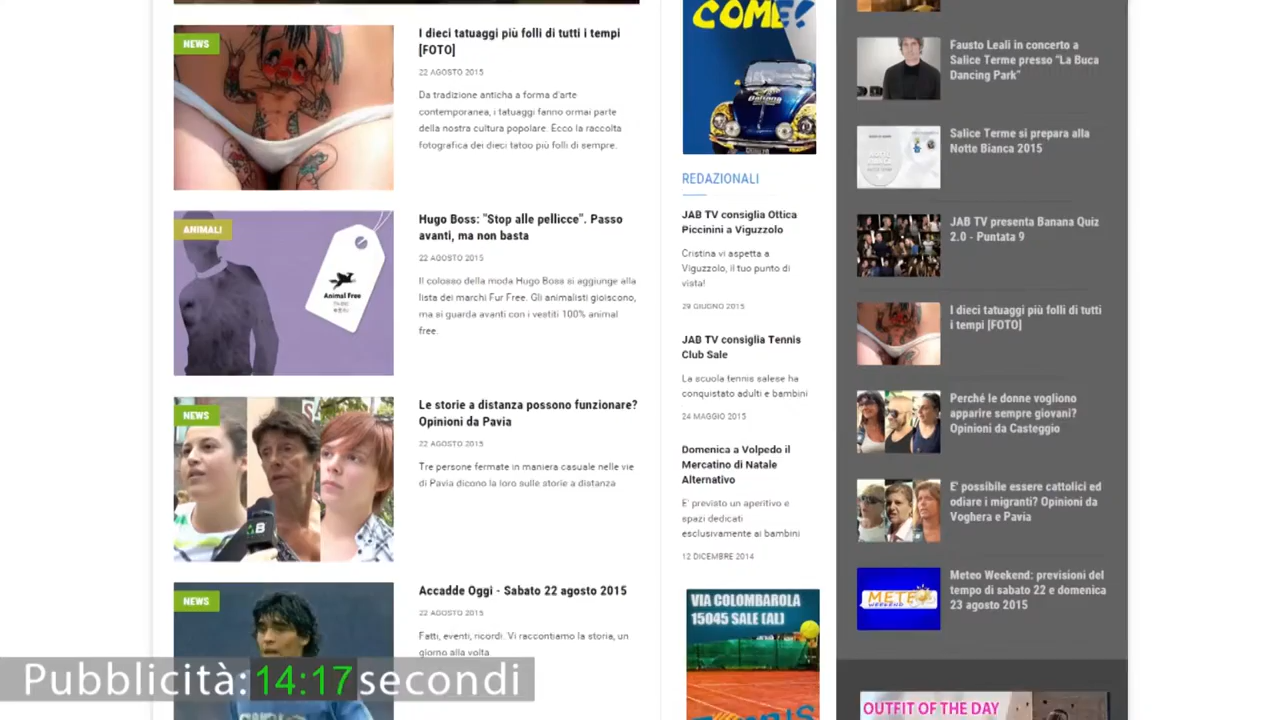 NEWS
I dieci tatuaggi più folli di tutti i tempi
[FOTO]
22 AGOSTO 2015
Da tradizione anticha a forma d'arte
contemporanea, i tatuaggi fanno ormai parte
della nostra cultura popolare. Ecco la raccolta
fotografica dei dieci tatoo più folli di sempre.
ANIMALI
Animal Free
Hugo Boss: "Stop alle pellicce". Passo
avanti, ma non basta
22 AGOSTO 2015
Il colosso della moda Hugo Boss si aggiunge alla
lista dei marchi Fur Free. Gli animalisti gioiscono,
ma si guarda avanti con i vestiti 100% animal
free.
NEWS
Le storie a distanza possono funzionare?
Opinioni da Pavia
22 AGOSTO 2015
Tre persone fermate in maniera casuale nelle vie
di Pavia dicono la loro sulle storie a distanza
NEWS
Accadde Oggi - Sabato 22 agosto 2015
22 AGOSTO 2015
Fatti, eventi, ricordi. Vi raccontiamo la storia, un
giorno alla volta.
COME!
REDAZIONALI
JAB TV consiglia Ottica
Piccinini a Viguzzolo
Cristina vi aspetta a
Viguzzolo, il tuo punto di
vista!
29 GIUGNO 2015
JAB TV consiglia Tennis
Club Sale
La scuola tennis salese ha
conquistato adulti e bambini
24 MAGGIO 2015
Domenica a Volpedo il
Mercatino di Natale
Alternativo
E' previsto un aperitivo e
spazi dedicati
esclusivamente ai bambini
12 DICEMBRE 2014
VIA COLOMBAROLA
15045 SALE (AL)
Fausto Leali in concerto a
Salice Terme presso "La Buca
Dancing Park"
Salice Terme si prepara alla
Notte Bianca 2015
JAB TV presenta Banana Quiz
2.0 - Puntata 9
I dieci tatuaggi più folli di tutti
i tempi [FOTO]
Perché le donne vogliono
apparire sempre giovani?
Opinioni da Casteggio
E' possibile essere cattolici ed
odiare i migranti? Opinioni da
Voghera e Pavia
METEO
WEEKEND
Meteo Weekend: previsioni del
tempo di sabato 22 e domenica
23 agosto 2015
OUTFIT OF THE DAY
Pubblicità: 14:17 secondi